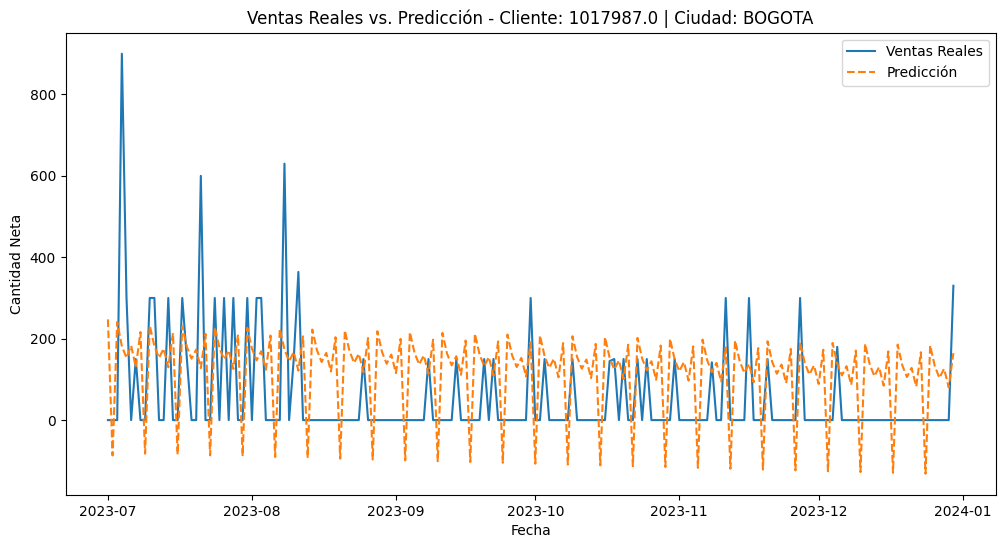 Ventas Reales vs. Predicción - Cliente: 1017987.0 | Ciudad: BOGOTA
Ventas Reales
Predicción
Cantidad Neta
800
600
400
200
0
2023-07
2023-08
2023-09
2023-10
2023-11
2023-12
2024-01
Fecha